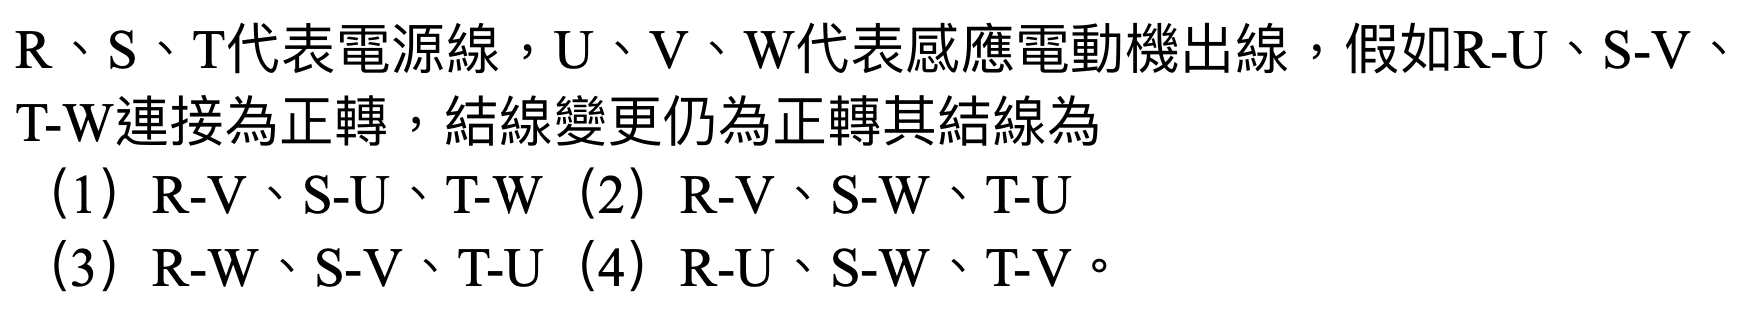 R、S、T代表電源線，U、V、W代表感應電動機出線，假如R-U、S-V、
T-W連接為正轉，結線變更仍為正轉其結線為
（1）R-V、S-U、T-W（2）R-V、S-W、T-U
（3）R-W、S-V、T-U（4）R-U、S-W、T-V。